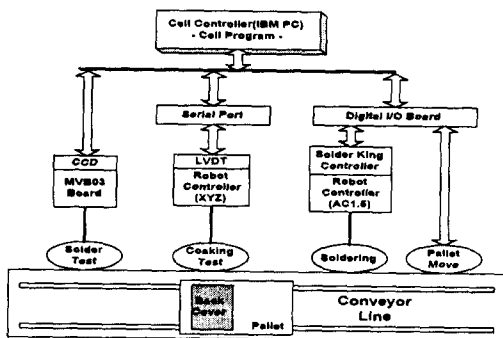 Cell Controller(IBM PC)
- Cell Program -
Serial Port
Digital I/O Board
CCD
MVB03
Board
LVDT
Robot
Controller
(XYZ)
Solder King
Controller
Robot
Controller
(AC1.5)
Solder
Test
Coaking
Test
Soldering
Pallet
Move
Back
Cover
Pallet
Conveyor
Line